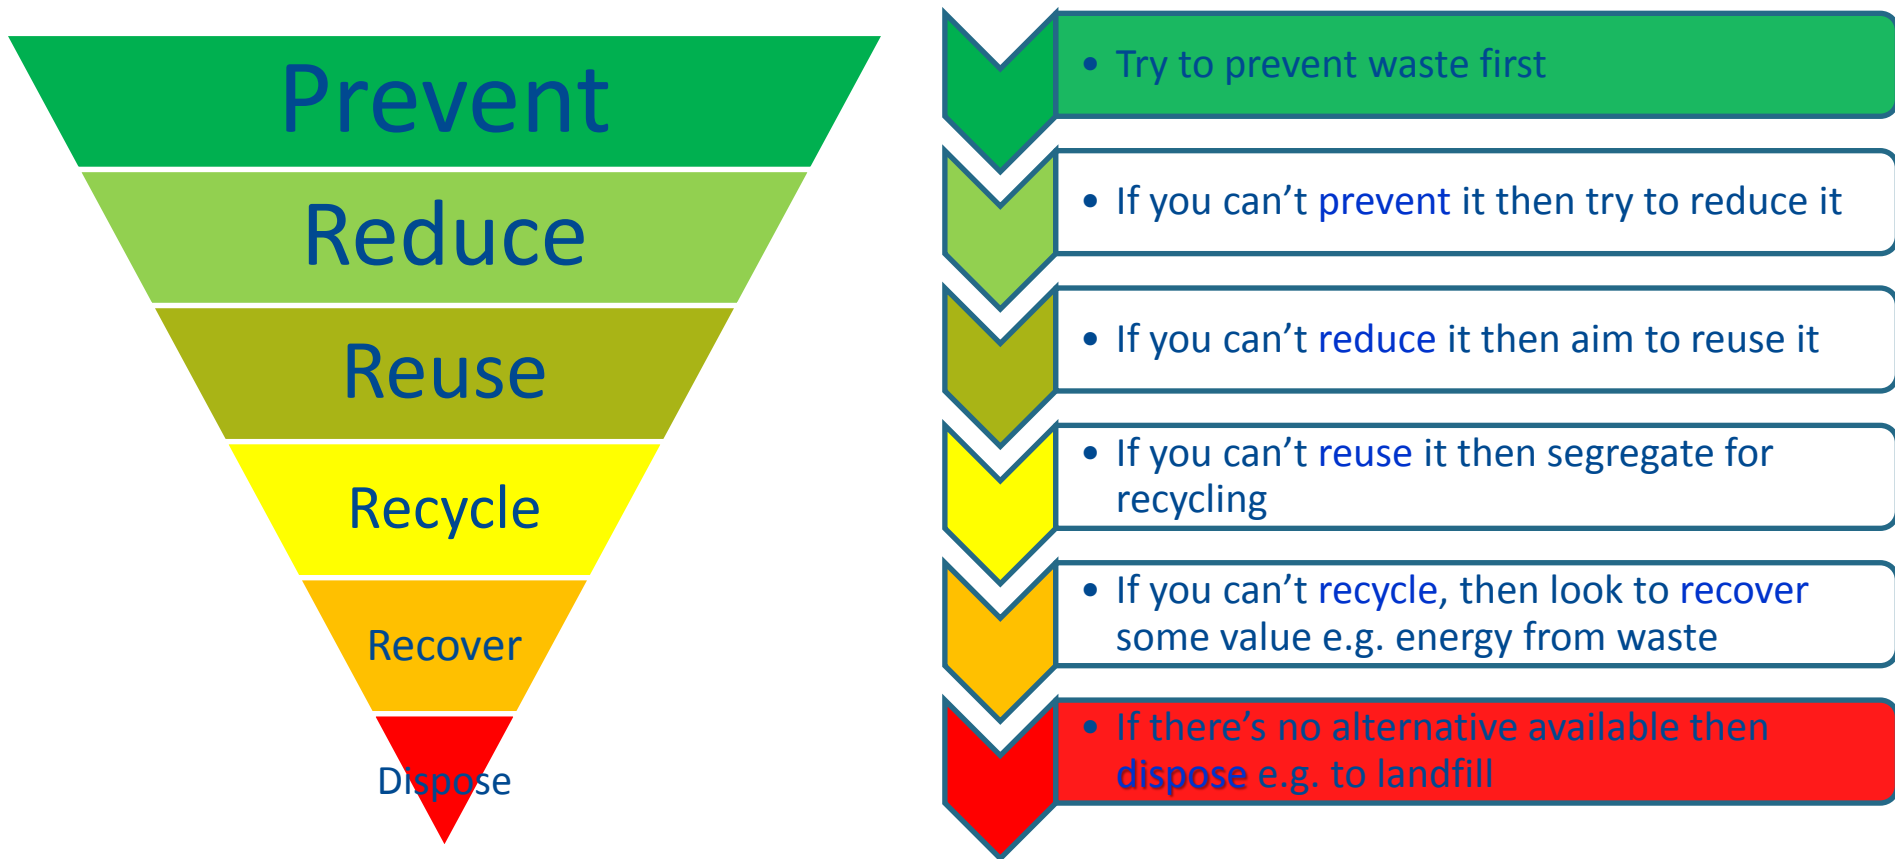 Prevent
Reduce
Reuse
Recycle
Recover
Dispose
• Try to prevent waste first
• If you can’t prevent it then try to reduce it
• If you can’t reduce it then aim to reuse it
• If you can’t reuse it then segregate for
recycling
• If you can’t recycle, then look to recover
some value e.g. energy from waste
• If there’s no alternative available then
dispose e.g. to landfill